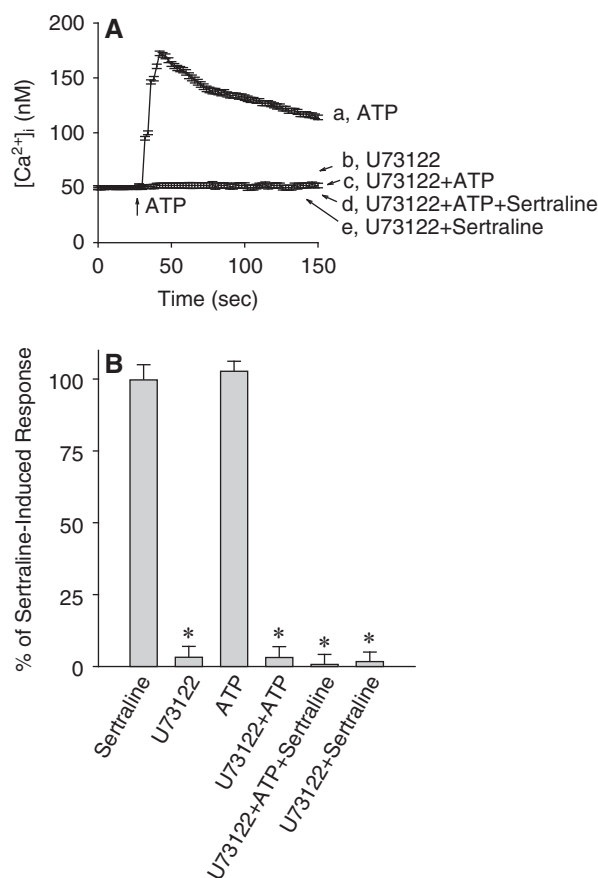 A
200
150
100
50
0
[Ca²⁺]ᵢ (nM)
a, ATP
b, U73122
c, U73122+ATP
d, U73122+ATP+Sertraline
e, U73122+Sertraline
ATP
0 50 100 150
Time (sec)
B
100
75
50
25
0
% of Sertraline-Induced Response
* * * *
Sertraline
U73122
ATP
U73122+ATP
U73122+ATP+Sertraline
U73122+Sertraline